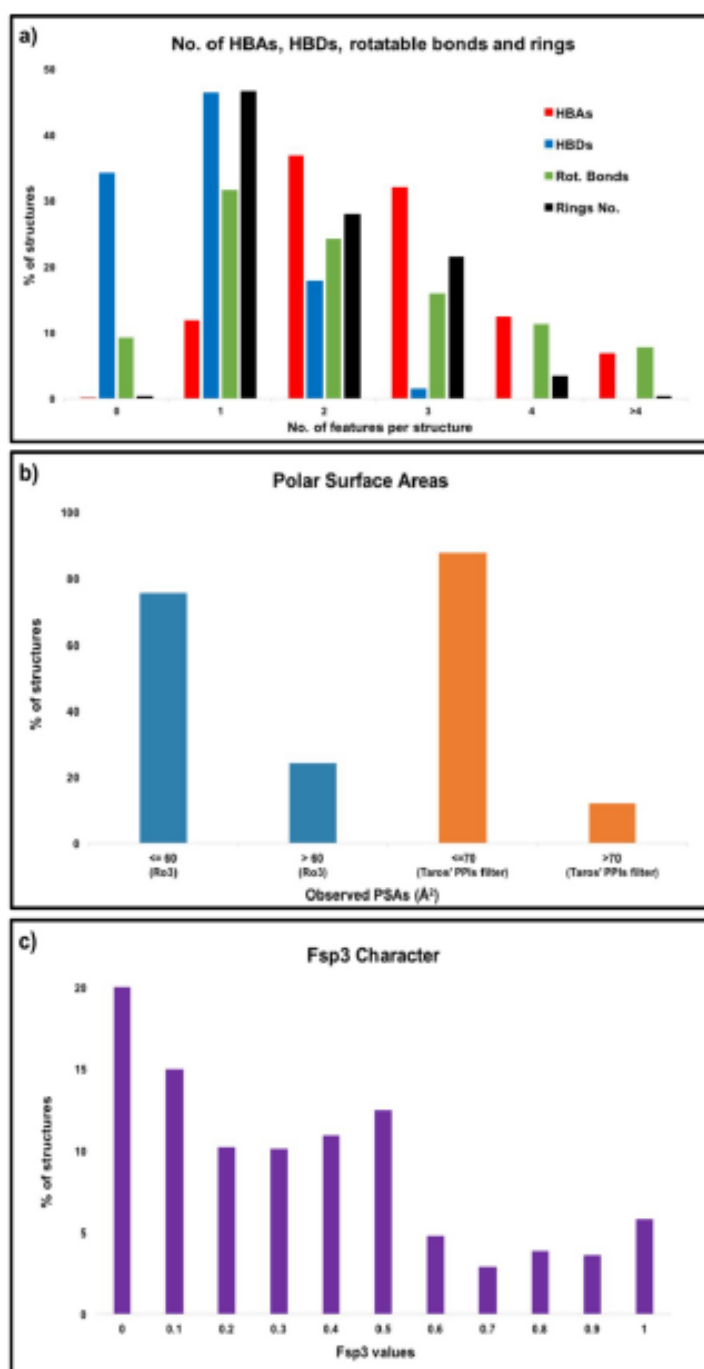 a)
No. of HBAs, HBDs, rotatable bonds and rings
% of structures
50
40
30
20
10
0
HBAs
HBDs
Rot. Bonds
Rings No.
0 1 2 3 4 >4
No. of features per structure
b)
Polar Surface Areas
% of structures
100
80
60
40
20
0
<= 60 > 60 <=70 >70
(Ro3) (Ro3) (Taros' PPIs filter) (Taros' PPIs filter)
Observed PSAs (Å²)
c)
Fsp3 Character
% of structures
20
15
10
5
0
0 0.1 0.2 0.3 0.4 0.5 0.6 0.7 0.8 0.9 1
Fsp3 values